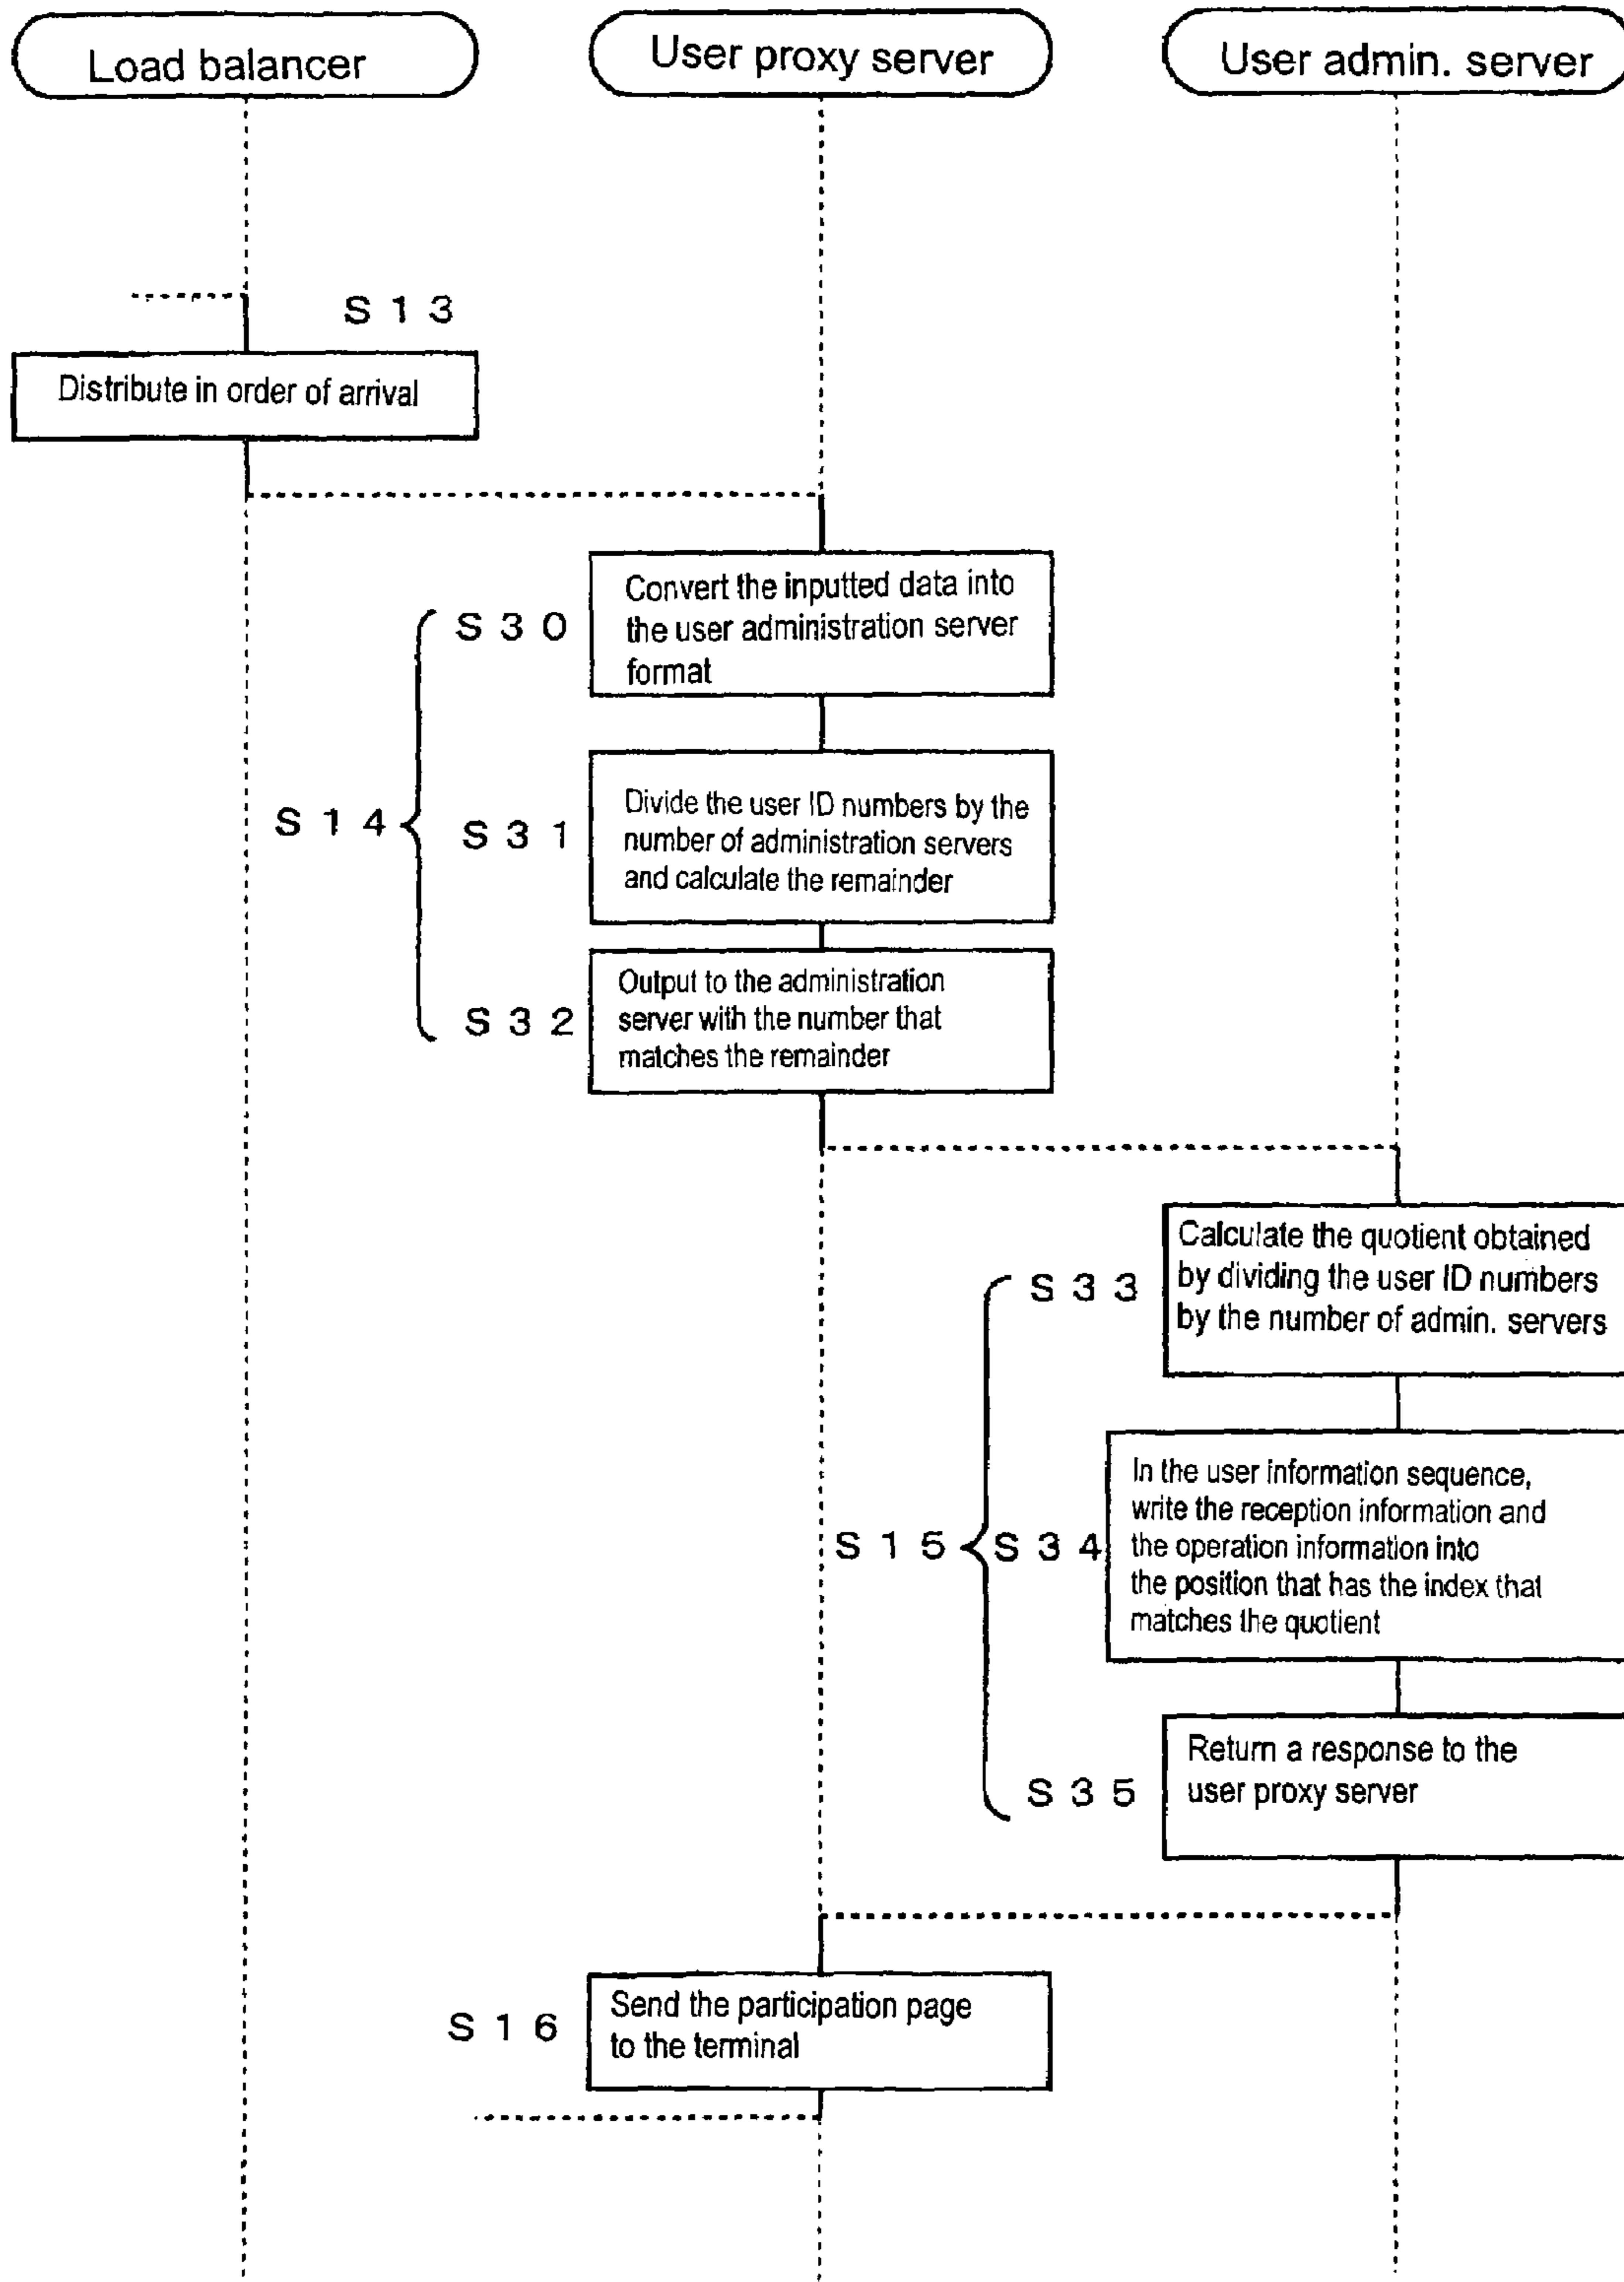 Load balancer
User proxy server
User admin. server
S 1 3
Distribute in order of arrival
S 1 4
S 3 0
Convert the inputted data into
the user administration server
format
S 3 1
Divide the user ID numbers by the
number of administration servers
and calculate the remainder
S 3 2
Output to the administration
server with the number that
matches the remainder
S 1 5
S 3 3
Calculate the quotient obtained
by dividing the user ID numbers
by the number of admin. servers
S 3 4
In the user information sequence,
write the reception information and
the operation information into
the position that has the index that
matches the quotient
S 3 5
Return a response to the
user proxy server
S 1 6
Send the participation page
to the terminal